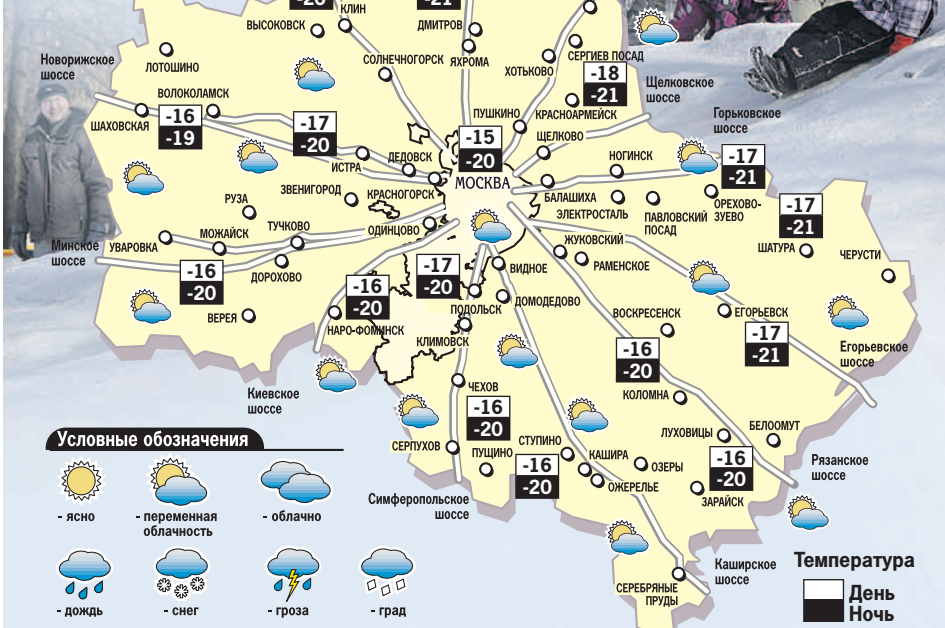 -20
-21
КЛИН
ВЫСОКОВСК
ДМИТРОВ
Новорижское
шоссе
ЛОТОШИНО
СОЛНЕЧНОГОРСК
ЯХРОМА
ХОТЬКОВО
СЕРГИЕВ ПОСАД
-18
-21
Щелковское
шоссе
ВОЛОКОЛАМСК
ШАХОВСКАЯ
-16
-19
-17
-20
ПУШКИНО
КРАСНОАРМЕЙСК
Горьковское
шоссе
-15
-20
ЩЕЛКОВО
ИСТРА
ДЕДОВСК
НОГИНСК
-17
-21
ЗВЕНИГОРОД
КРАСНОГОРСК
МОСКВА
БАЛАШИХА
ЭЛЕКТРОСТАЛЬ
ПАВЛОВСКИЙ
ПОСАД
ОРЕХОВО-
ЗУЕВО
-17
-21
РУЗА
ТУЧКОВО
ОДИНЦОВО
ЖУКОВСКИЙ
РАМЕНСКОЕ
ШАТУРА
ЧЕРУСТИ
Минское
шоссе
УВАРОВКА
МОЖАЙСК
ДОРОХОВО
-16
-20
ВИДНОЕ
-17
-20
-16
-20
ДОМОДЕДОВО
ПОДОЛЬСК
ВЕРЕЯ
НАРО-ФОМИНСК
КЛИМОВСК
ВОСКРЕСЕНСК
ЕГОРЬЕВСК
-17
-21
Егорьевское
шоссе
-16
-20
Киевское
шоссе
ЧЕХОВ
КОЛОМНА
-16
-20
СЕРПУХОВ
ПУЩИНО
СТУПИНО
КАШИРА
ОЖЕРЕЛЬЕ
ОЗЕРЫ
ЛУХОВИЦЫ
БЕЛООМУТ
-16
-20
-16
-20
ЗАРАЙСК
Рязанское
шоссе
Симферопольское
шоссе
СЕРЕБРЯНЫЕ
ПРУДЫ
Каширское
шоссе
Условные обозначения
- ясно
- переменная
облачность
- облачно
- дождь
- снег
- гроза
- град
Температура
День
Ночь